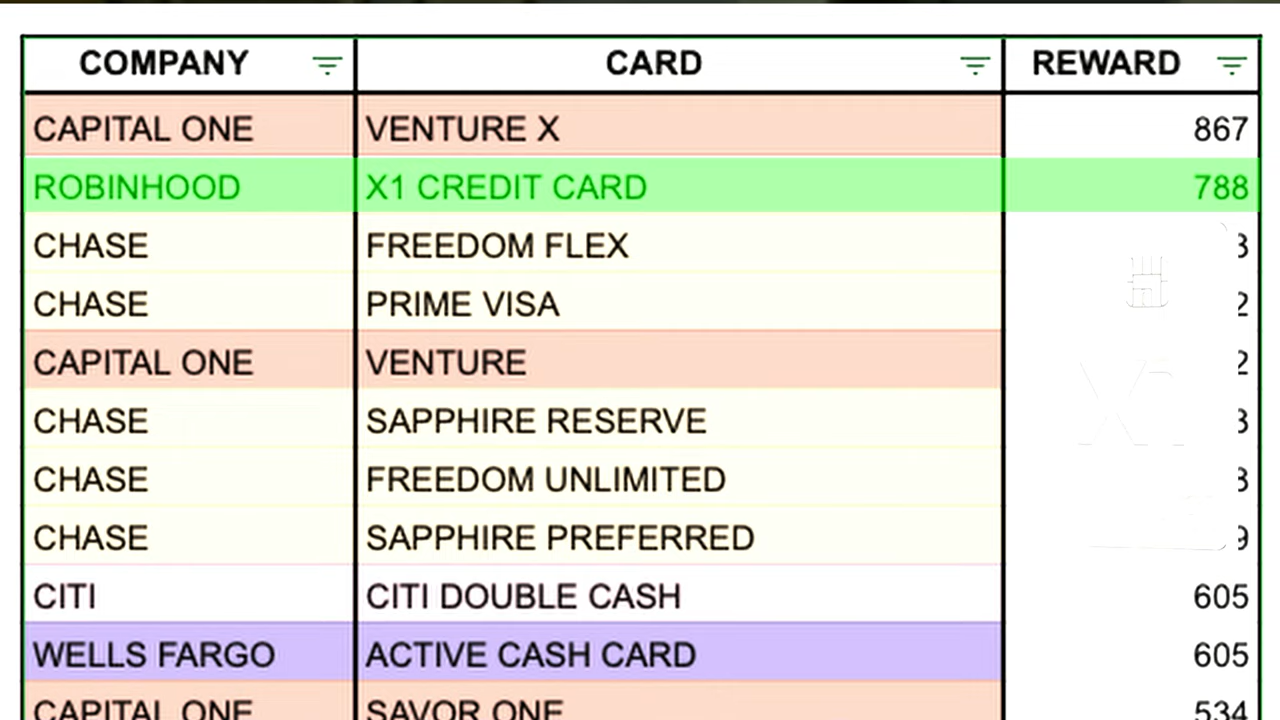 COMPANY CARD REWARD
CAPITAL ONE VENTURE X 867
ROBINHOOD X1 CREDIT CARD 788
CHASE FREEDOM FLEX
CHASE PRIME VISA
CAPITAL ONE VENTURE
CHASE SAPPHIRE RESERVE
CHASE FREEDOM UNLIMITED
CHASE SAPPHIRE PREFERRED
CITI CITI DOUBLE CASH 605
WELLS FARGO ACTIVE CASH CARD 605
CAPITAL ONE SAVOR ONE 534